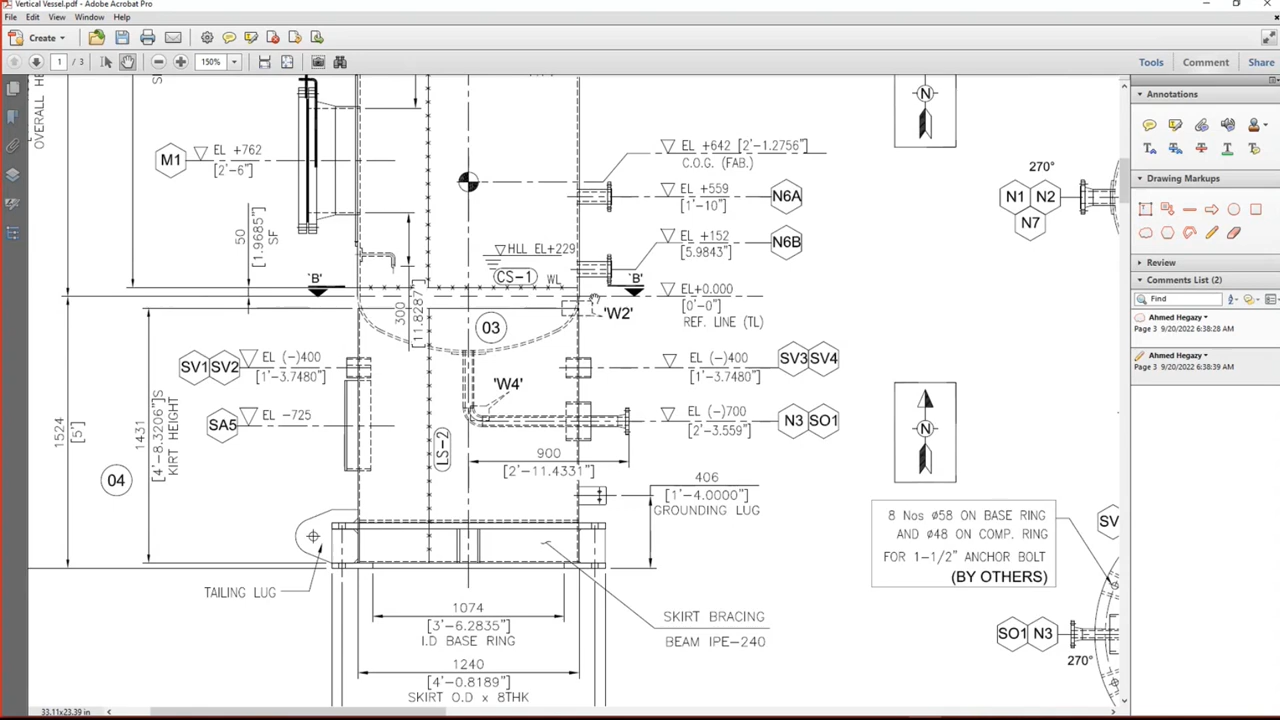 Vertical Vessel.pdf - Adobe Acrobat Pro
File Edit View Window Help
Create
1 / 3
150%
Tools Comment Share
OVERALL HE
M1
EL +762
[2'-6"]
50
[1.9685"]
SF
EL +642 [2'-1.2756"]
C.O.G. (FAB.)
EL +559
[1'-10"]
N6A
EL +152
[5.9843"]
N6B
HLL EL+229
CS-1
WL
'B'
'B'
EL+0.000
[0'-0"]
REF. LINE (TL)
'W2'
300
[11.8287"]
03
SV1 SV2
EL (-)400
[1'-3.7480"]
EL (-)400
[1'-3.7480"]
SV3 SV4
'W4'
SA5
EL -725
EL (-)700
[2'-3.559"]
N3 SO1
1524
[5']
1431
[4'-8.3206"]S
KIRT HEIGHT
04
LS-2
900
[2'-11.4331"]
406
[1'-4.0000"]
GROUNDING LUG
TAILING LUG
1074
[3'-6.2835"]
I.D BASE RING
SKIRT BRACING
BEAM IPE-240
1240
[4'-0.8189"]
SKIRT O.D x 8THK
N
270°
N1 N2
N7
N
8 Nos ø58 ON BASE RING
AND ø48 ON COMP. RING
FOR 1-1/2" ANCHOR BOLT
(BY OTHERS)
SV
SO1 N3
270°
33.11x23.39 in
Annotations
Drawing Markups
Review
Comments List (2)
Find
Ahmed Hegazy
Page 3 9/20/2022 6:38:28 AM
Ahmed Hegazy
Page 3 9/20/2022 6:38:39 AM